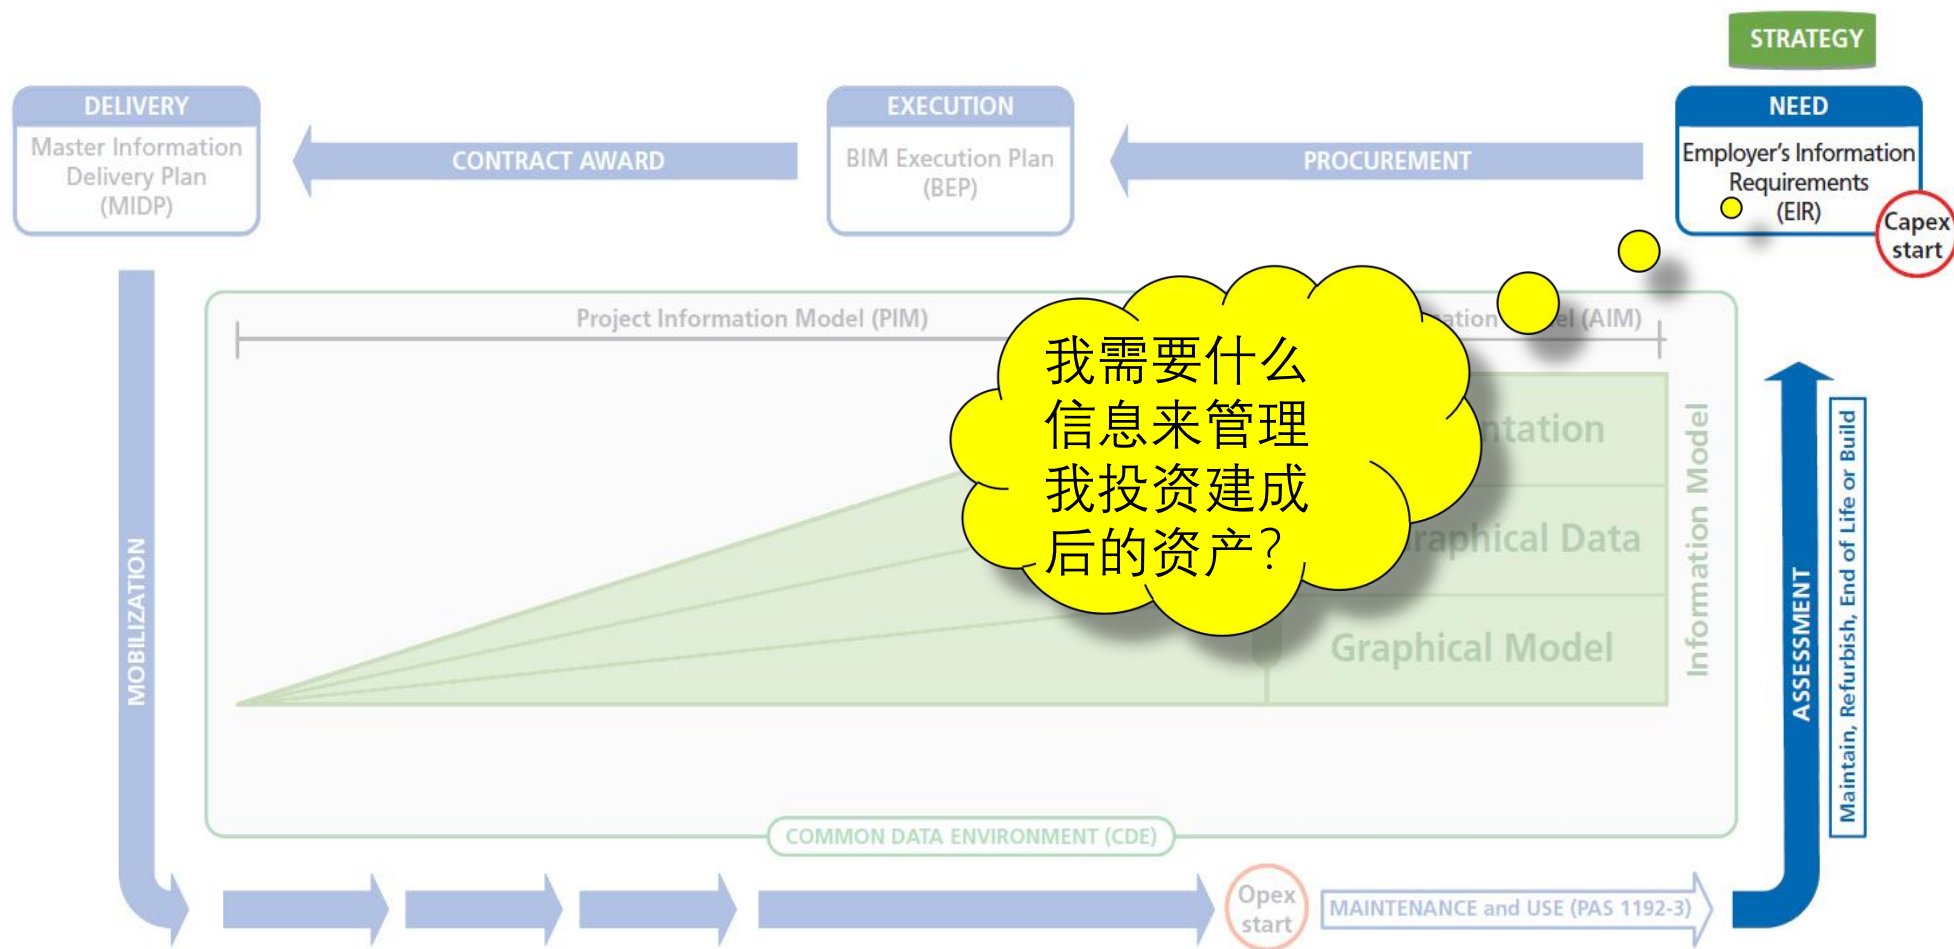 STRATEGY
DELIVERY
Master Information
Delivery Plan
(MIDP)
CONTRACT AWARD
EXECUTION
BIM Execution Plan
(BEP)
PROCUREMENT
NEED
Employer's Information
Requirements
(EIR)
Capex
start
Project Information Model (PIM)
(AIM)
我需要什么
信息来管理
我投资建成
后的资产？
Graphical Data
Graphical Model
Information Model
MOBILIZATION
ASSESSMENT
Maintain, Refurbish, End of Life or Build
COMMON DATA ENVIRONMENT (CDE)
Opex
start
MAINTENANCE and USE (PAS 1192-3)